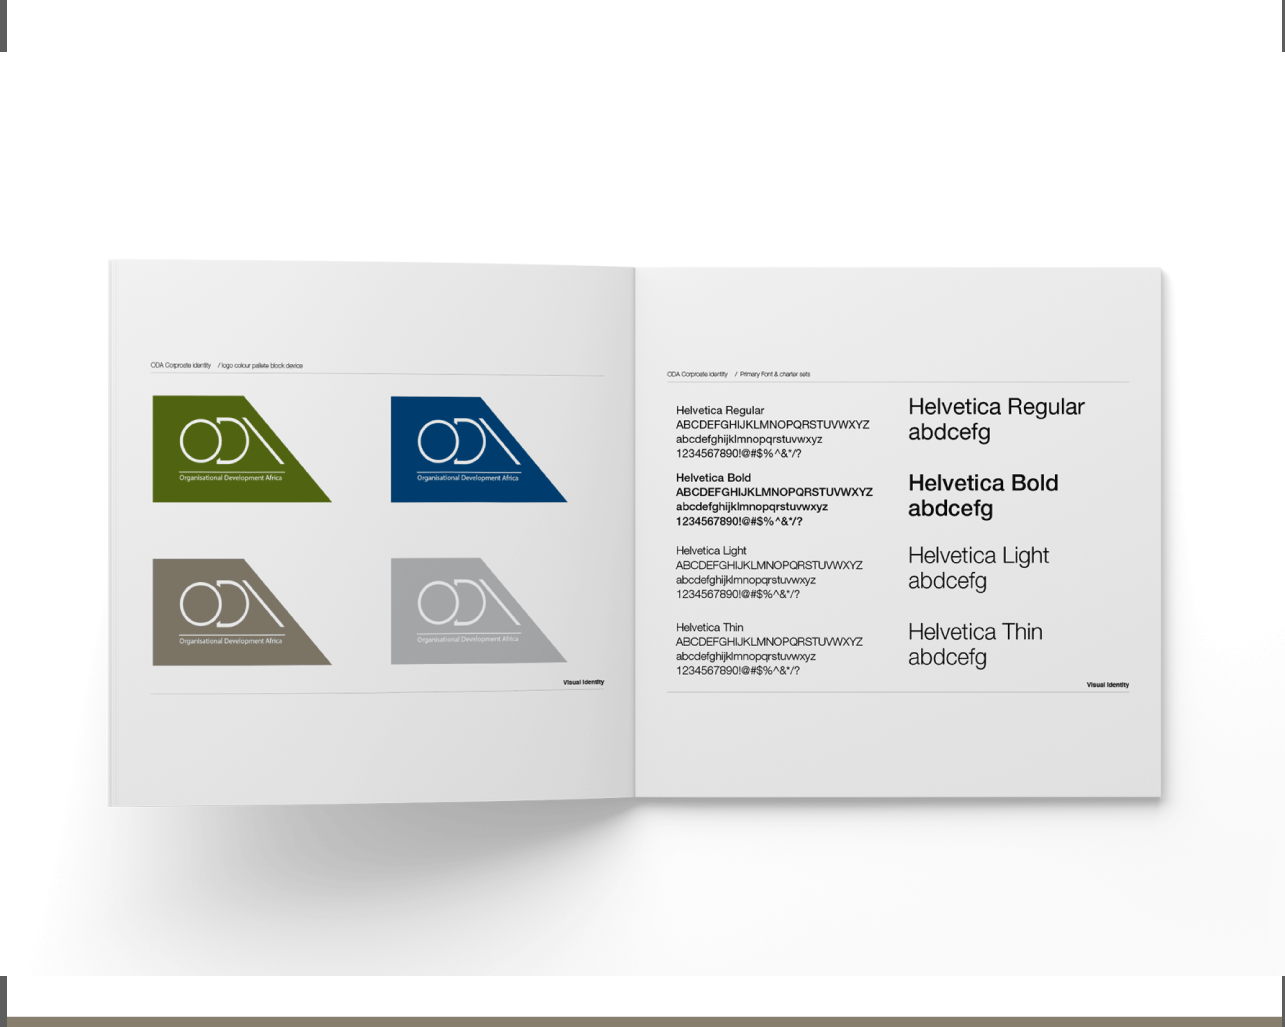 ODA Corproate identity / logo colour pallete block device
ODA
Organisational Development Africa
ODA
Organisational Development Africa
ODA
Organisational Development Africa
ODA
Organisational Development Africa
Visual Identity
ODA Corproate identity / Primary Font & charter sets
Helvetica Regular
ABCDEFGHIJKLMNOPQRSTUVWXYZ
abcdefghijklmnopqrstuvwxyz
1234567890!@#$%^&*/?
Helvetica Bold
ABCDEFGHIJKLMNOPQRSTUVWXYZ
abcdefghijklmnopqrstuvwxyz
1234567890!@#$%^&*/?
Helvetica Light
ABCDEFGHIJKLMNOPQRSTUVWXYZ
abcdefghijklmnopqrstuvwxyz
1234567890!@#$%^&*/?
Helvetica Thin
ABCDEFGHIJKLMNOPQRSTUVWXYZ
abcdefghijklmnopqrstuvwxyz
1234567890!@#$%^&*/?
Helvetica Regular
abdcefg
Helvetica Bold
abdcefg
Helvetica Light
abdcefg
Helvetica Thin
abdcefg
Visual Identity